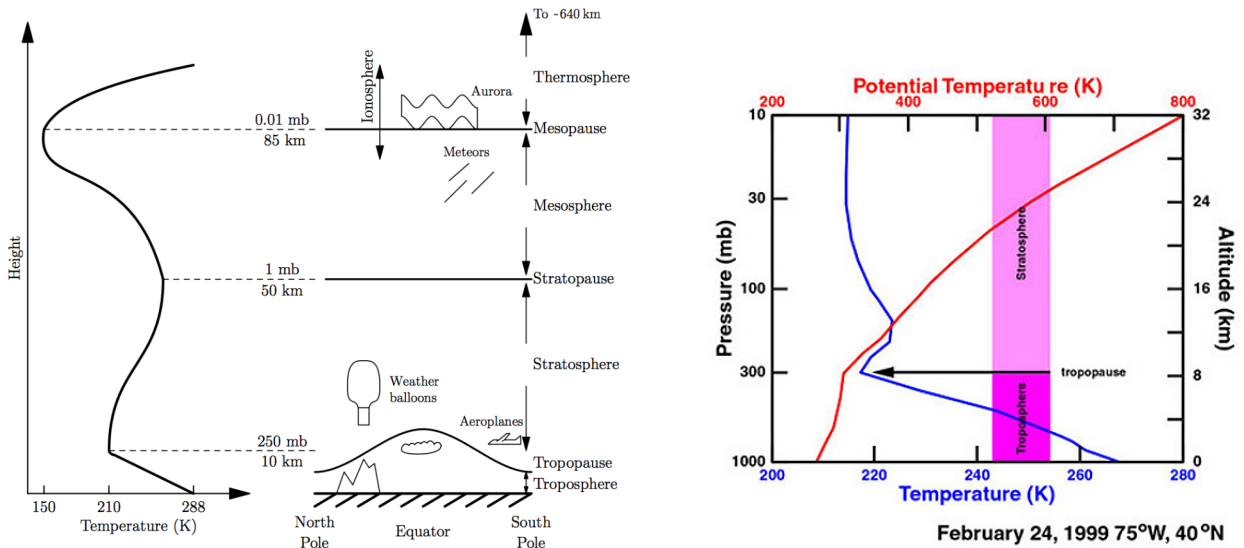 To ~640 km
Thermosphere
Ionosphere
Aurora
0.01 mb
85 km
Mesopause
Meteors
Mesosphere
Height
1 mb
50 km
Stratopause
Stratosphere
Weather
balloons
Aeroplanes
250 mb
10 km
Tropopause
Troposphere
150 210 288
Temperature (K)
North
Pole
Equator
South
Pole
Potential Temperature (K)
200 400 600 800
10 32
30 24
100 16
300 8
1000 0
Pressure (mb)
Altitude (km)
Stratosphere
tropopause
Troposphere
200 220 240 260 280
Temperature (K)
February 24, 1999 75°W, 40°N